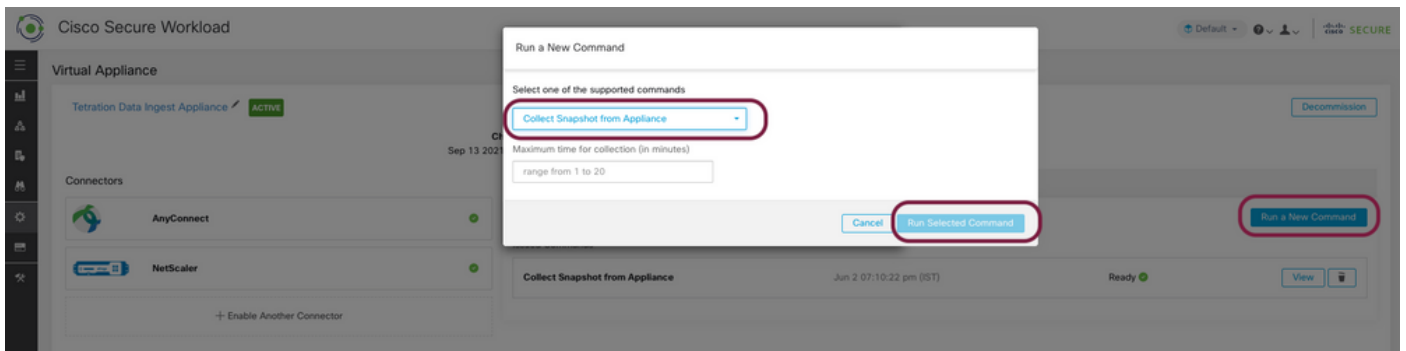 Cisco Secure Workload
Default
CISCO SECURE
Run a New Command
Virtual Appliance
Select one of the supported commands
Tetration Data Ingest Appliance
ACTIVE
Collect Snapshot from Appliance
Decommission
Sep 13 2021
Maximum time for collection (in minutes)
range from 1 to 20
Connectors
AnyConnect
Cancel
Run Selected Command
Run a New Command
NetScaler
Collect Snapshot from Appliance
Jun 2 07:10:22 pm (IST)
Ready
View
+ Enable Another Connector